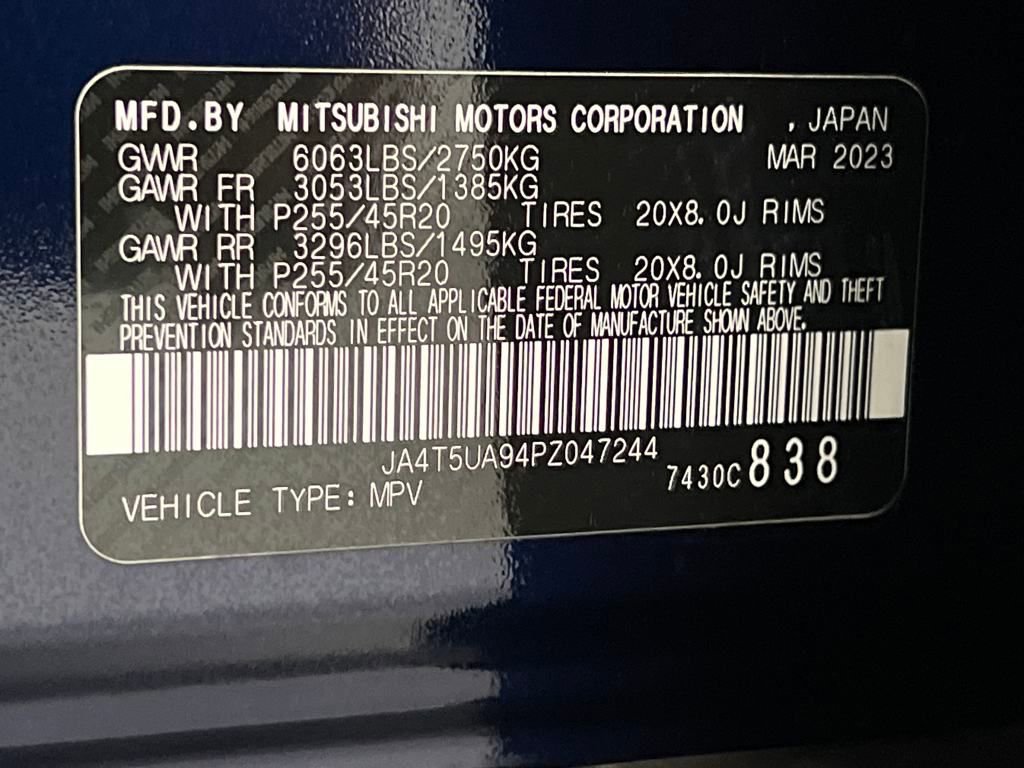 MFD.BY MITSUBISHI MOTORS CORPORATION , JAPAN
GWWR 6063LBS/2750KG MAR 2023
GAWR FR 3053LBS/1385KG
WITH P255/45R20 TIRES 20X8.0J RIMS
GAWR RR 3296LBS/1495KG
WITH P255/45R20 TIRES 20X8.0J RIMS
THIS VEHICLE CONFORMS TO ALL APPLICABLE FEDERAL MOTOR VEHICLE SAFETY AND THEFT
PREVENTION STANDARDS IN EFFECT ON THE DATE OF MANUFACTURE SHOWN ABOVE.
JA4T5UA94PZ047244
7430C 838
VEHICLE TYPE: MPV